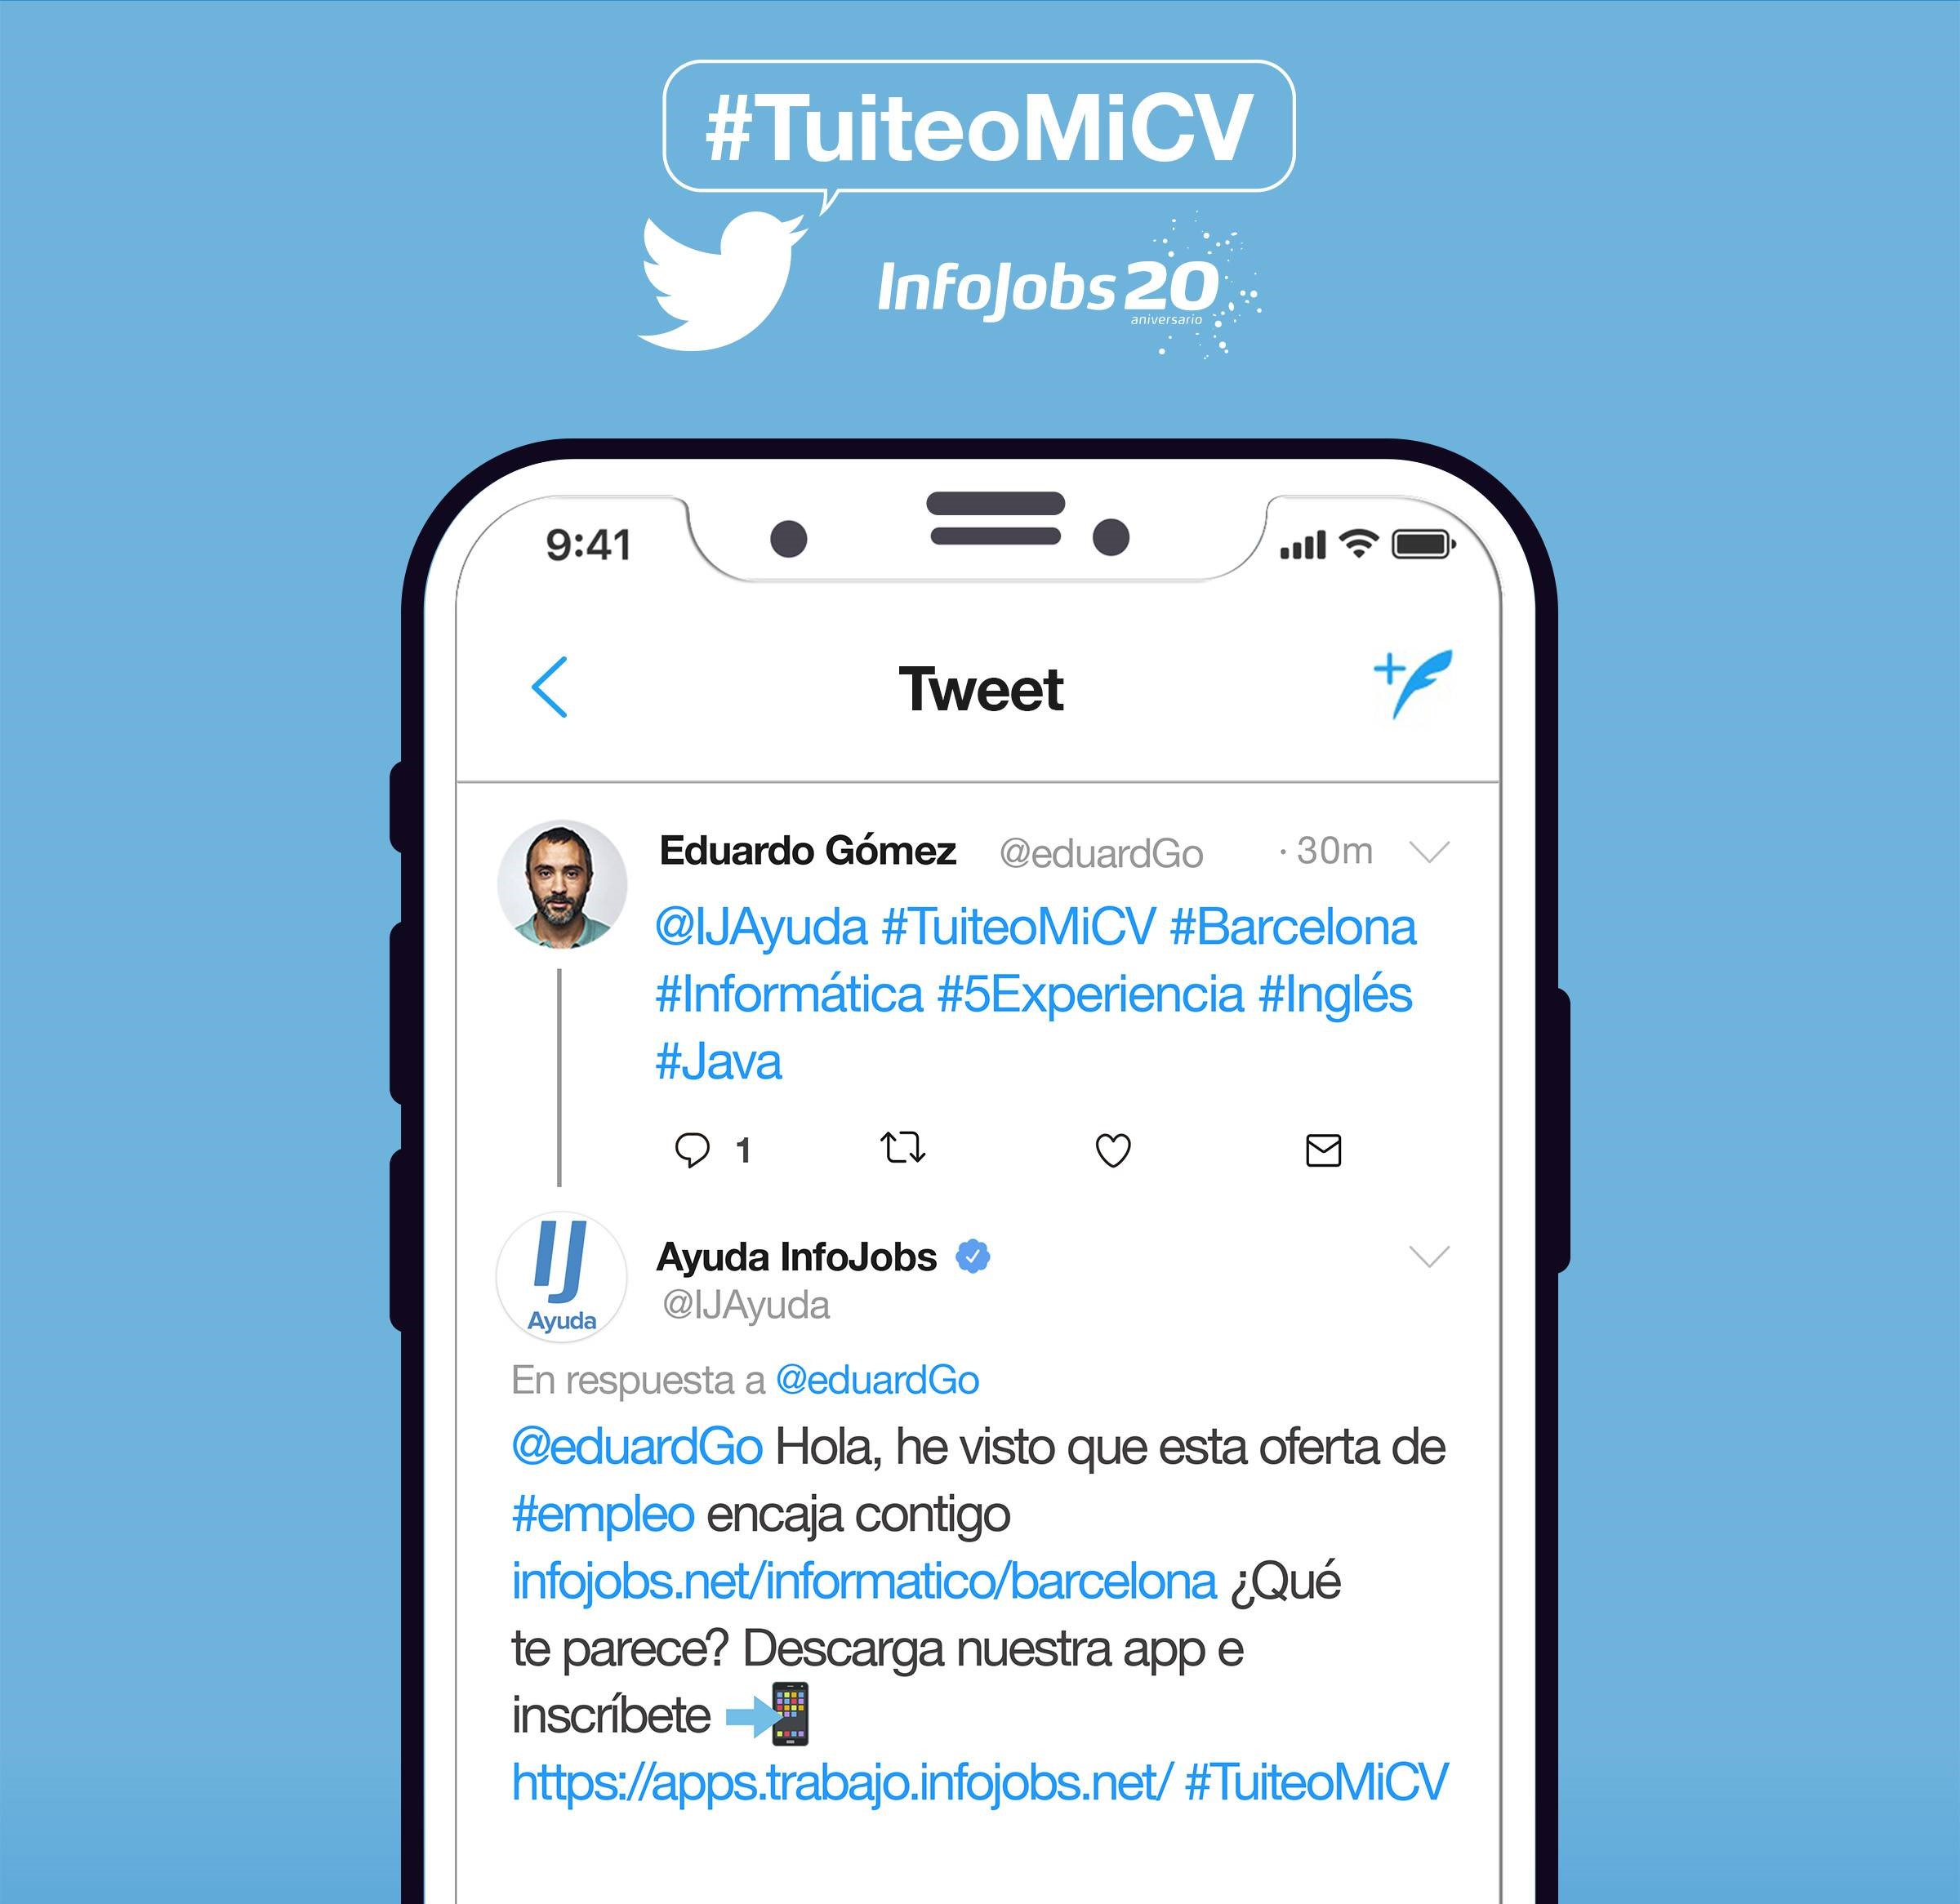 #TuiteoMiCV
InfoJobs 20
aniversario
9:41
Tweet
Eduardo Gómez @eduardGo · 30m
@IJAyuda #TuiteoMiCV #Barcelona
#Informática #5Experiencia #Inglés
#Java
1
IJ
Ayuda
Ayuda InfoJobs
@IJAyuda
En respuesta a @eduardGo
@eduardGo Hola, he visto que esta oferta de
#empleo encaja contigo
infojobs.net/informatico/barcelona ¿Qué
te parece? Descarga nuestra app e
inscríbete
https://apps.trabajo.infojobs.net/ #TuiteoMiCV